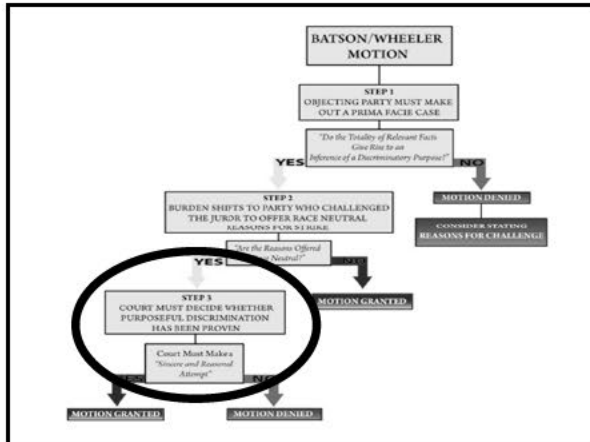 BATSON/WHEELER
MOTION
STEP 1
OBJECTING PARTY MUST MAKE
OUT A PRIMA FACIE CASE
"Do the Totality of Relevant Facts
Give Rise to an
Inference of a Discriminatory Purpose?"
YES
NO
STEP 2
BURDEN SHIFTS TO PARTY WHO CHALLENGED
THE JUROR TO OFFER RACE NEUTRAL
REASONS FOR STRIKE
MOTION DENIED
CONSIDER STATING
REASONS FOR CHALLENGE
"Are the Reasons Offered
Neutral?"
YES
NO
MOTION GRANTED
STEP 3
COURT MUST DECIDE WHETHER
PURPOSEFUL DISCRIMINATION
HAS BEEN PROVEN
Court Must Make a
"Sincere and Reasoned
Attempt"
NO
MOTION GRANTED
MOTION DENIED